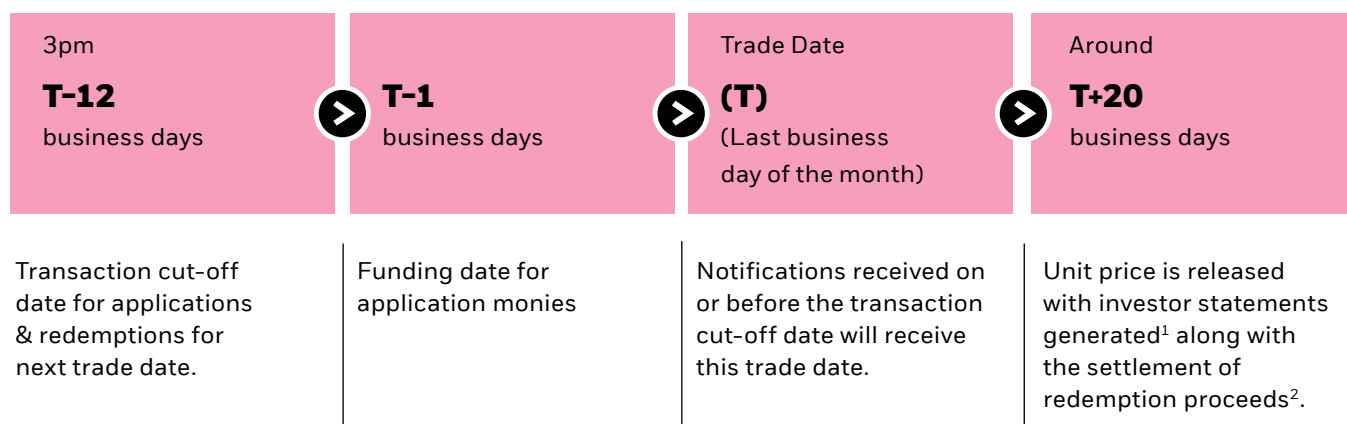 3pm
T-12
business days
T-1
business days
Trade Date
(T)
(Last business
day of the month)
Around
T+20
business days
Transaction cut-off
date for applications
& redemptions for
next trade date.
Funding date for
application monies
Notifications received on
or before the transaction
cut-off date will receive
this trade date.
Unit price is released
with investor statements
generated¹ along with
the settlement of
redemption proceeds².